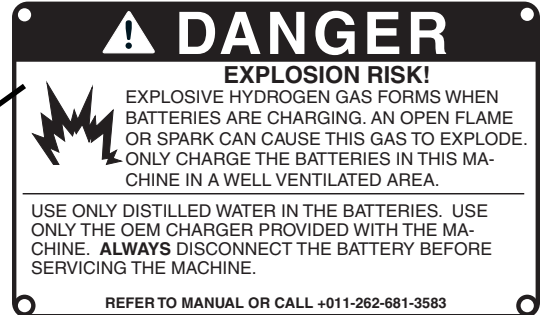 DANGER
EXPLOSION RISK!
EXPLOSIVE HYDROGEN GAS FORMS WHEN
BATTERIES ARE CHARGING. AN OPEN FLAME
OR SPARK CAN CAUSE THIS GAS TO EXPLODE.
ONLY CHARGE THE BATTERIES IN THIS MA-
CHINE IN A WELL VENTILATED AREA.
USE ONLY DISTILLED WATER IN THE BATTERIES. USE
ONLY THE OEM CHARGER PROVIDED WITH THE MA-
CHINE. ALWAYS DISCONNECT THE BATTERY BEFORE
SERVICING THE MACHINE.
REFER TO MANUAL OR CALL +011-262-681-3583